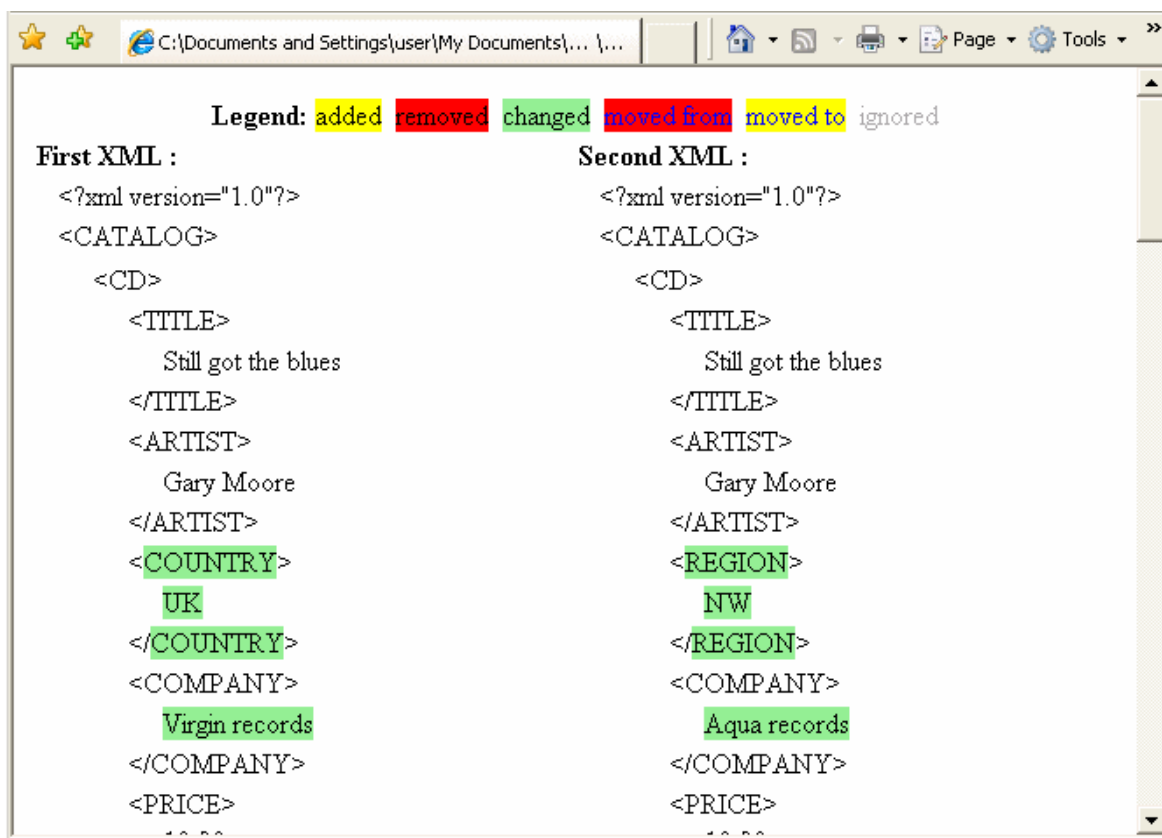 C:\Documents and Settings\user\My Documents\... \... Page Tools »
Legend: added removed changed moved from moved to ignored
First XML : Second XML :
<?xml version="1.0"?> <?xml version="1.0"?>
<CATALOG> <CATALOG>
<CD> <CD>
<TITLE> <TITLE>
Still got the blues Still got the blues
</TITLE> </TITLE>
<ARTIST> <ARTIST>
Gary Moore Gary Moore
</ARTIST> </ARTIST>
<COUNTRY> <REGION>
UK NW
</COUNTRY> </REGION>
<COMPANY> <COMPANY>
Virgin records Aqua records
</COMPANY> </COMPANY>
<PRICE> <PRICE>